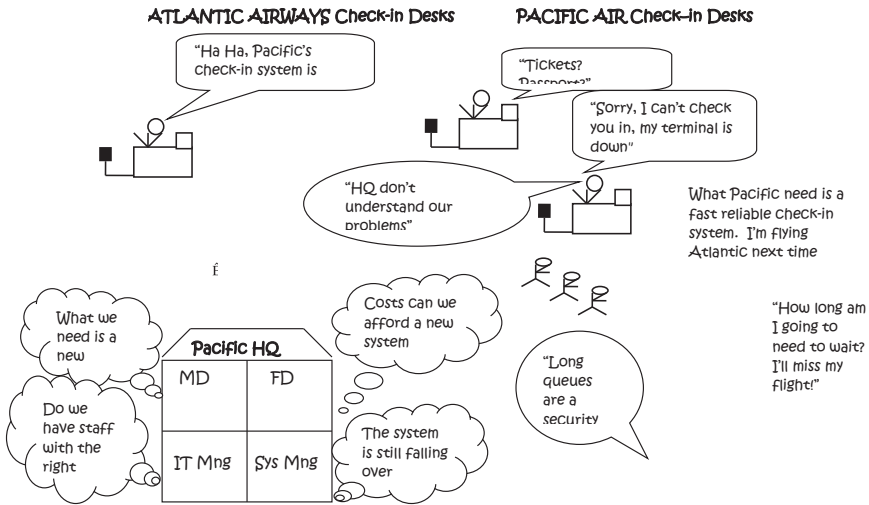 ATLANTIC AIRWAYS Check-in Desks
PACIFIC AIR Check-in Desks
“Ha Ha, Pacific’s
check-in system is
“Tickets?
Passport?”
“Sorry, I can’t check
you in, my terminal is
down”
“HQ don’t
understand our
problems”
What Pacific need is a
fast reliable check-in
system. I’m flying
Atlantic next time
É
What we
need is a
new
Costs can we
afford a new
system
“How long am
I going to
need to wait?
I’ll miss my
flight!”
Pacific HQ
MD
FD
“Long
queues
are a
security
Do we
have staff
with the
right
IT Mng
Sys Mng
The system
is still falling
over